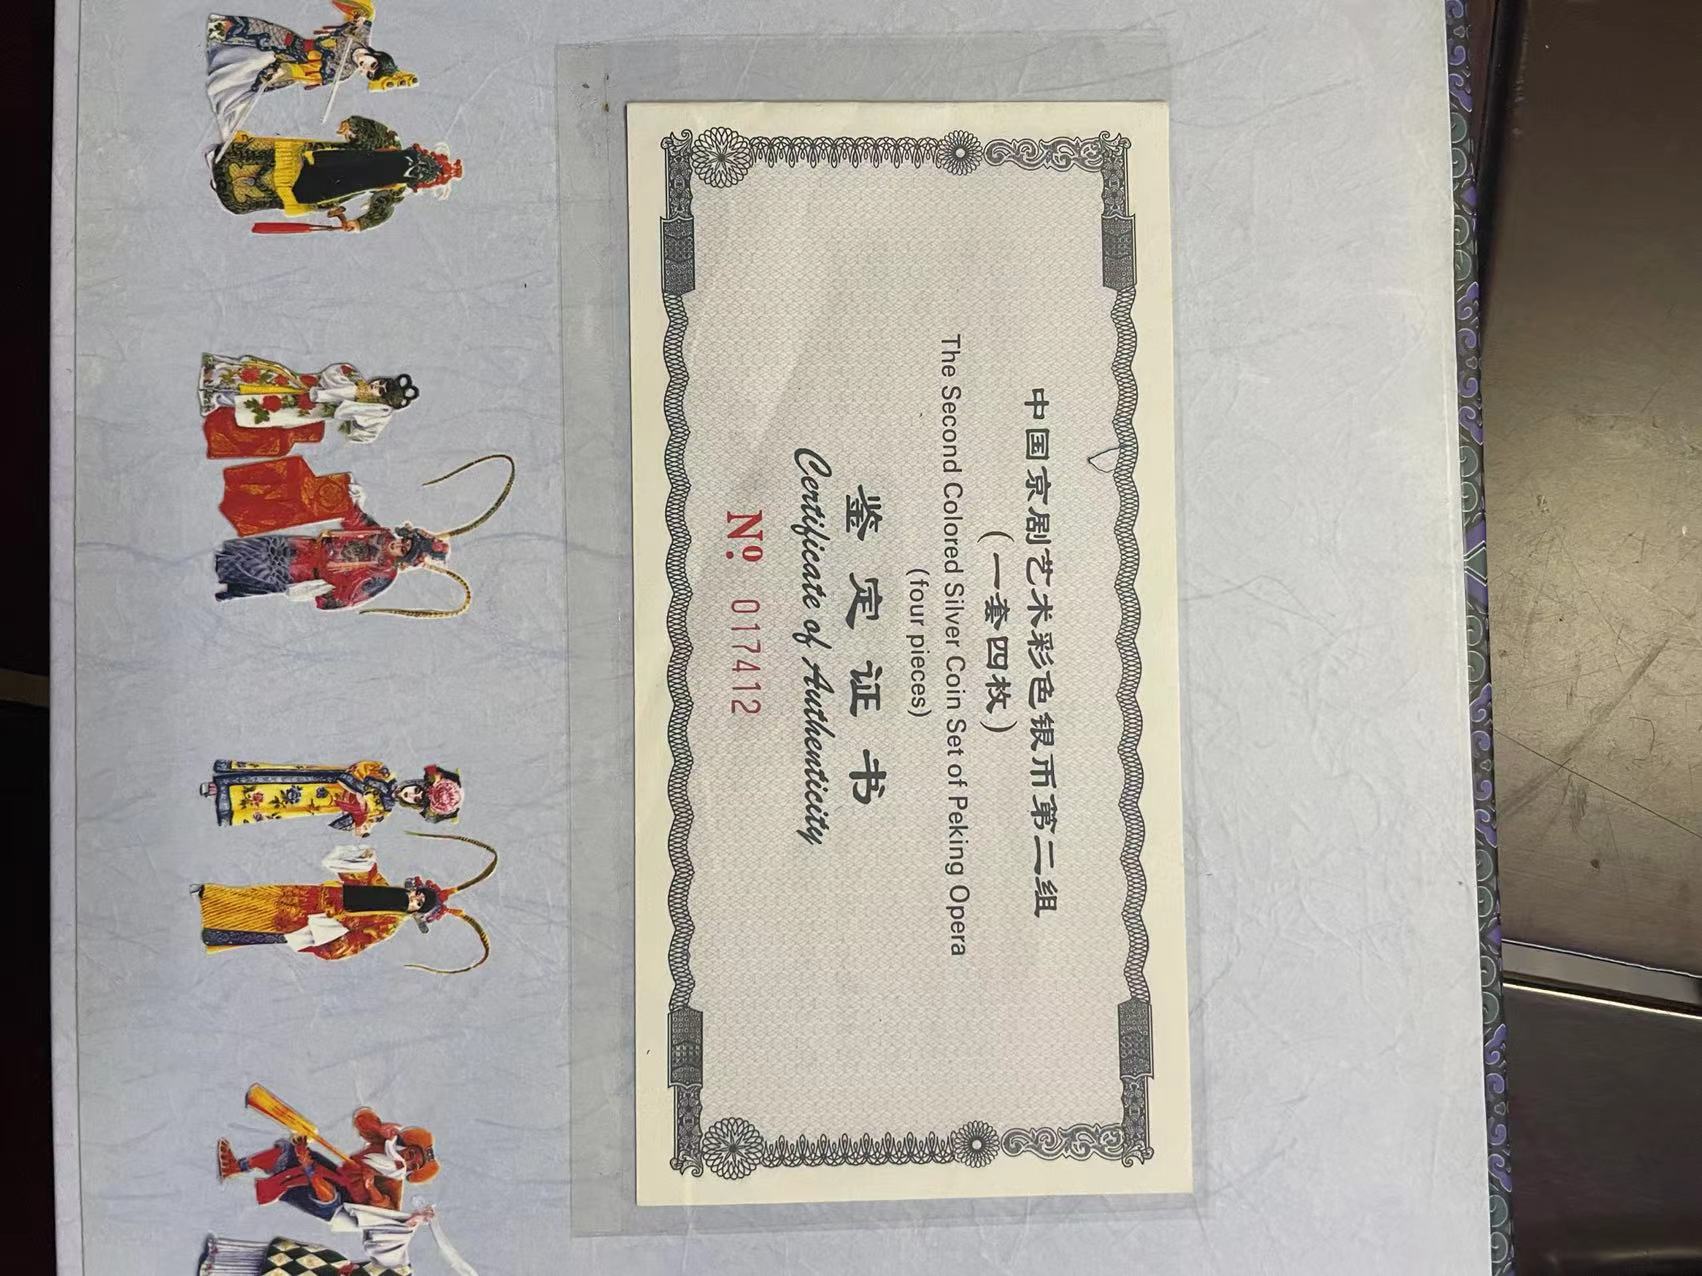 中国京剧艺术彩色银币第二组
（一套四枚）
The Second Colored Silver Coin Set of Peking Opera
(four pieces)
鉴定证书
Certificate of Authenticity
№ 017412